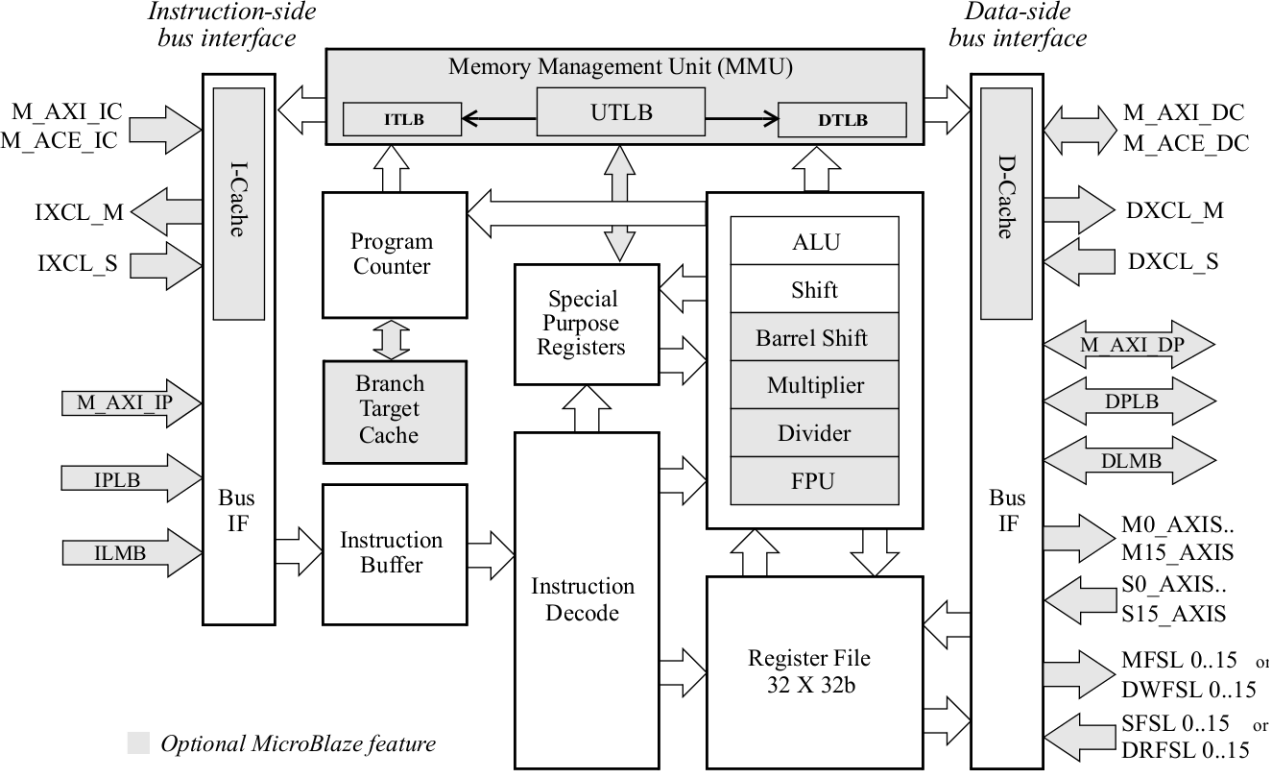 Instruction-side
bus interface
Data-side
bus interface
Memory Management Unit (MMU)
ITLB
UTLB
DTLB
M_AXI_IC
M_ACE_IC
I-Cache
IXCL_M
IXCL_S
M_AXI_IP
IPLB
ILMB
Bus
IF
Program
Counter
Branch
Target
Cache
Instruction
Buffer
Special
Purpose
Registers
Instruction
Decode
ALU
Shift
Barrel Shift
Multiplier
Divider
FPU
Register File
32 X 32b
D-Cache
Bus
IF
M_AXI_DC
M_ACE_DC
DXCL_M
DXCL_S
M_AXI_DP
DPLB
DLMB
M0_AXIS..
M15_AXIS
S0_AXIS..
S15_AXIS
MFSL 0..15 or
DWFSL 0..15
SFSL 0..15 or
DRFSL 0..15
Optional MicroBlaze feature